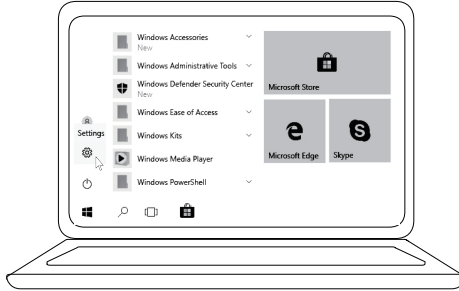 Windows Accessories
New
Windows Administrative Tools
Windows Defender Security Center
New
Windows Ease of Access
Windows Kits
Windows Media Player
Windows PowerShell
Settings
Microsoft Store
Microsoft Edge
Skype